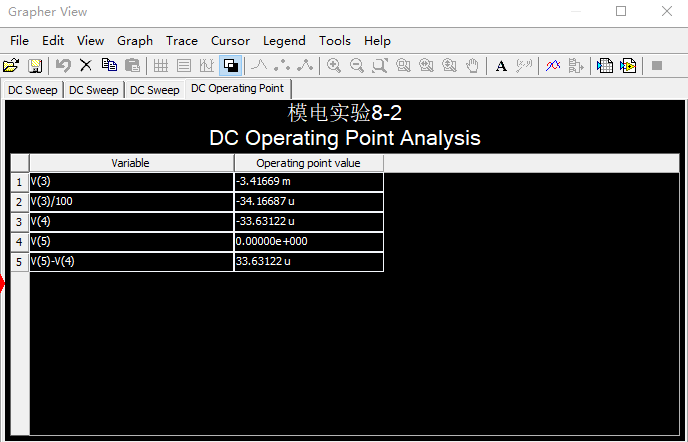 Grapher View
File Edit View Graph Trace Cursor Legend Tools Help
A
DC Sweep DC Sweep DC Sweep DC Operating Point
模电实验8-2
DC Operating Point Analysis
Variable Operating point value
1 V(3) -3.41669 m
2 V(3)/100 -34.16687 u
3 V(4) -33.63122 u
4 V(5) 0.00000e+000
5 V(5)-V(4) 33.63122 u